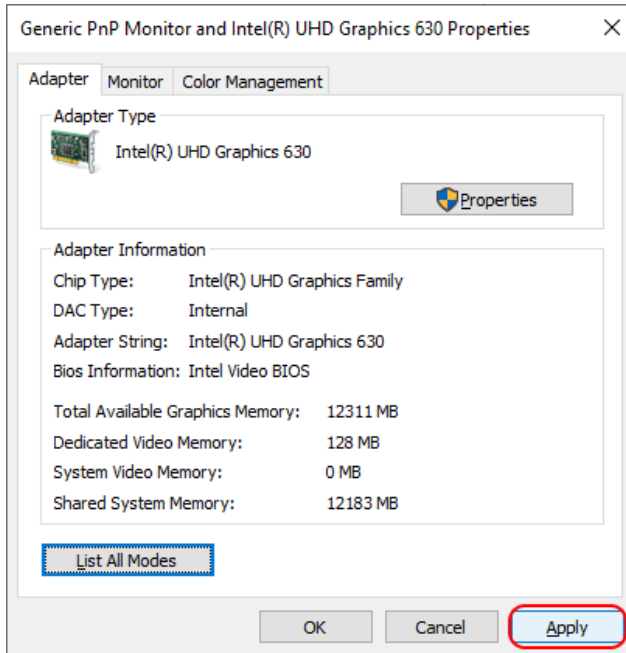 Generic PnP Monitor and Intel(R) UHD Graphics 630 Properties
Adapter Monitor Color Management
Adapter Type
Intel(R) UHD Graphics 630
Properties
Adapter Information
Chip Type: Intel(R) UHD Graphics Family
DAC Type: Internal
Adapter String: Intel(R) UHD Graphics 630
Bios Information: Intel Video BIOS
Total Available Graphics Memory: 12311 MB
Dedicated Video Memory: 128 MB
System Video Memory: 0 MB
Shared System Memory: 12183 MB
List All Modes
OK Cancel Apply